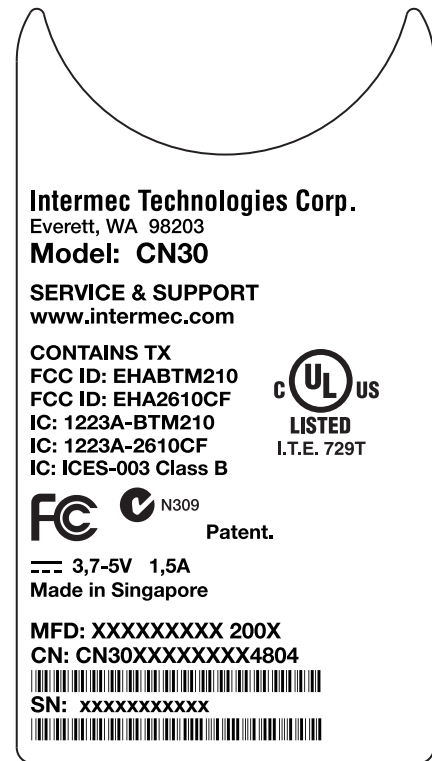 Intermec Technologies Corp.
Everett, WA 98203
Model: CN30
SERVICE & SUPPORT
www.intermec.com
CONTAINS TX
FCC ID: EHABTM210
FCC ID: EHA2610CF
IC: 1223A-BTM210
IC: 1223A-2610CF
IC: ICES-003 Class B
C UL US
LISTED
I.T.E. 729T
FC N309
Patent.
3,7-5V 1,5A
Made in Singapore
MFD: XXXXXXXXX 200X
CN: CN30XXXXXXXX4804
SN: xxxxxxxxxxx